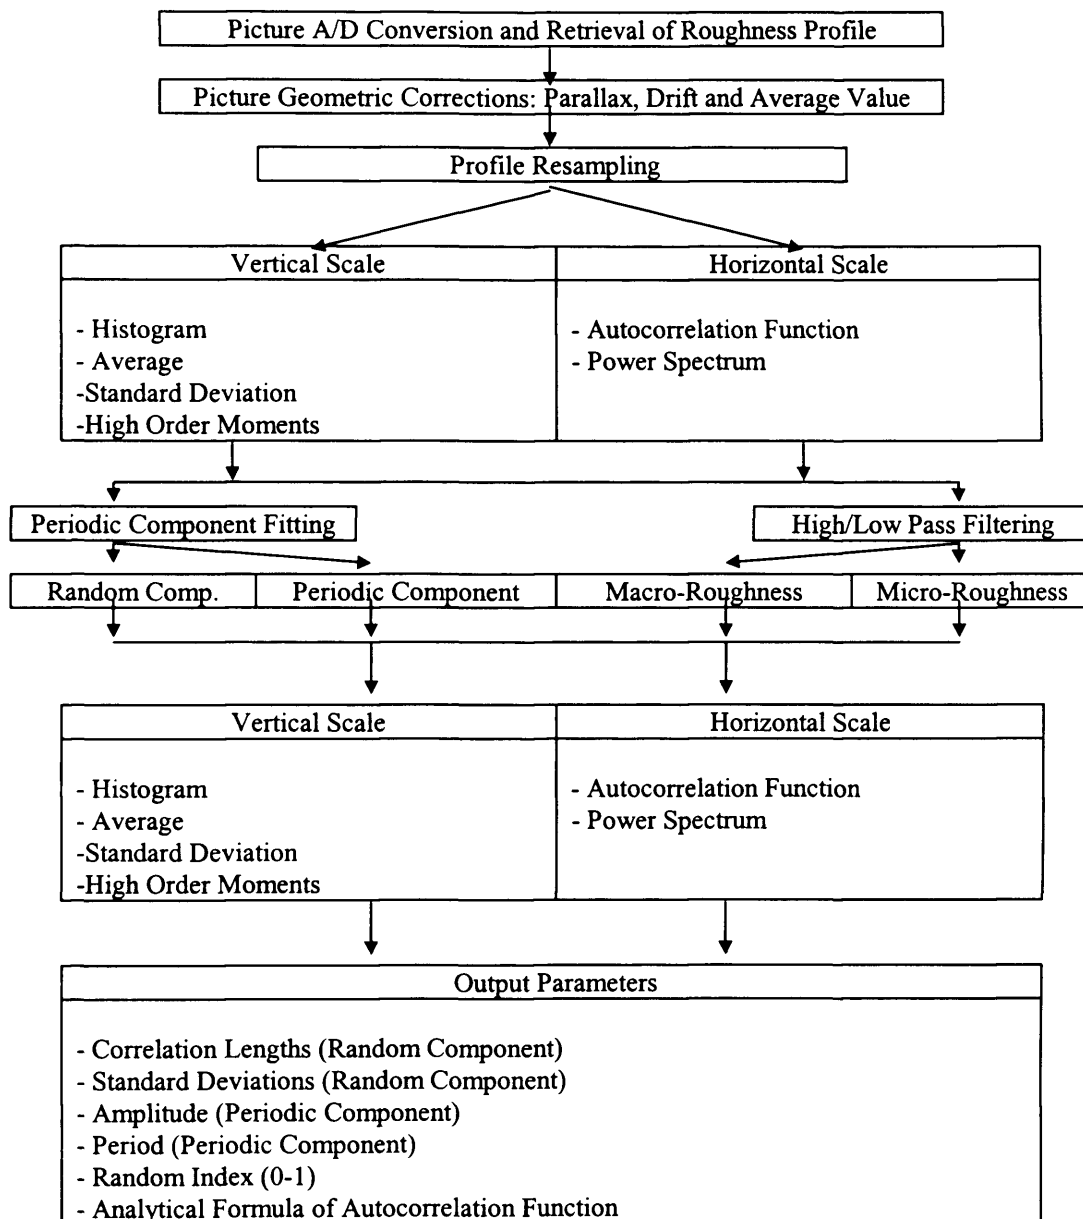 Picture A/D Conversion and Retrieval of Roughness Profile
Picture Geometric Corrections: Parallax, Drift and Average Value
Profile Resampling
Vertical Scale
Horizontal Scale
- Histogram
- Average
-Standard Deviation
-High Order Moments
- Autocorrelation Function
- Power Spectrum
Periodic Component Fitting
High/Low Pass Filtering
Random Comp.
Periodic Component
Macro-Roughness
Micro-Roughness
Vertical Scale
Horizontal Scale
- Histogram
- Average
-Standard Deviation
-High Order Moments
- Autocorrelation Function
- Power Spectrum
Output Parameters
- Correlation Lengths (Random Component)
- Standard Deviations (Random Component)
- Amplitude (Periodic Component)
- Period (Periodic Component)
- Random Index (0-1)
- Analytical Formula of Autocorrelation Function